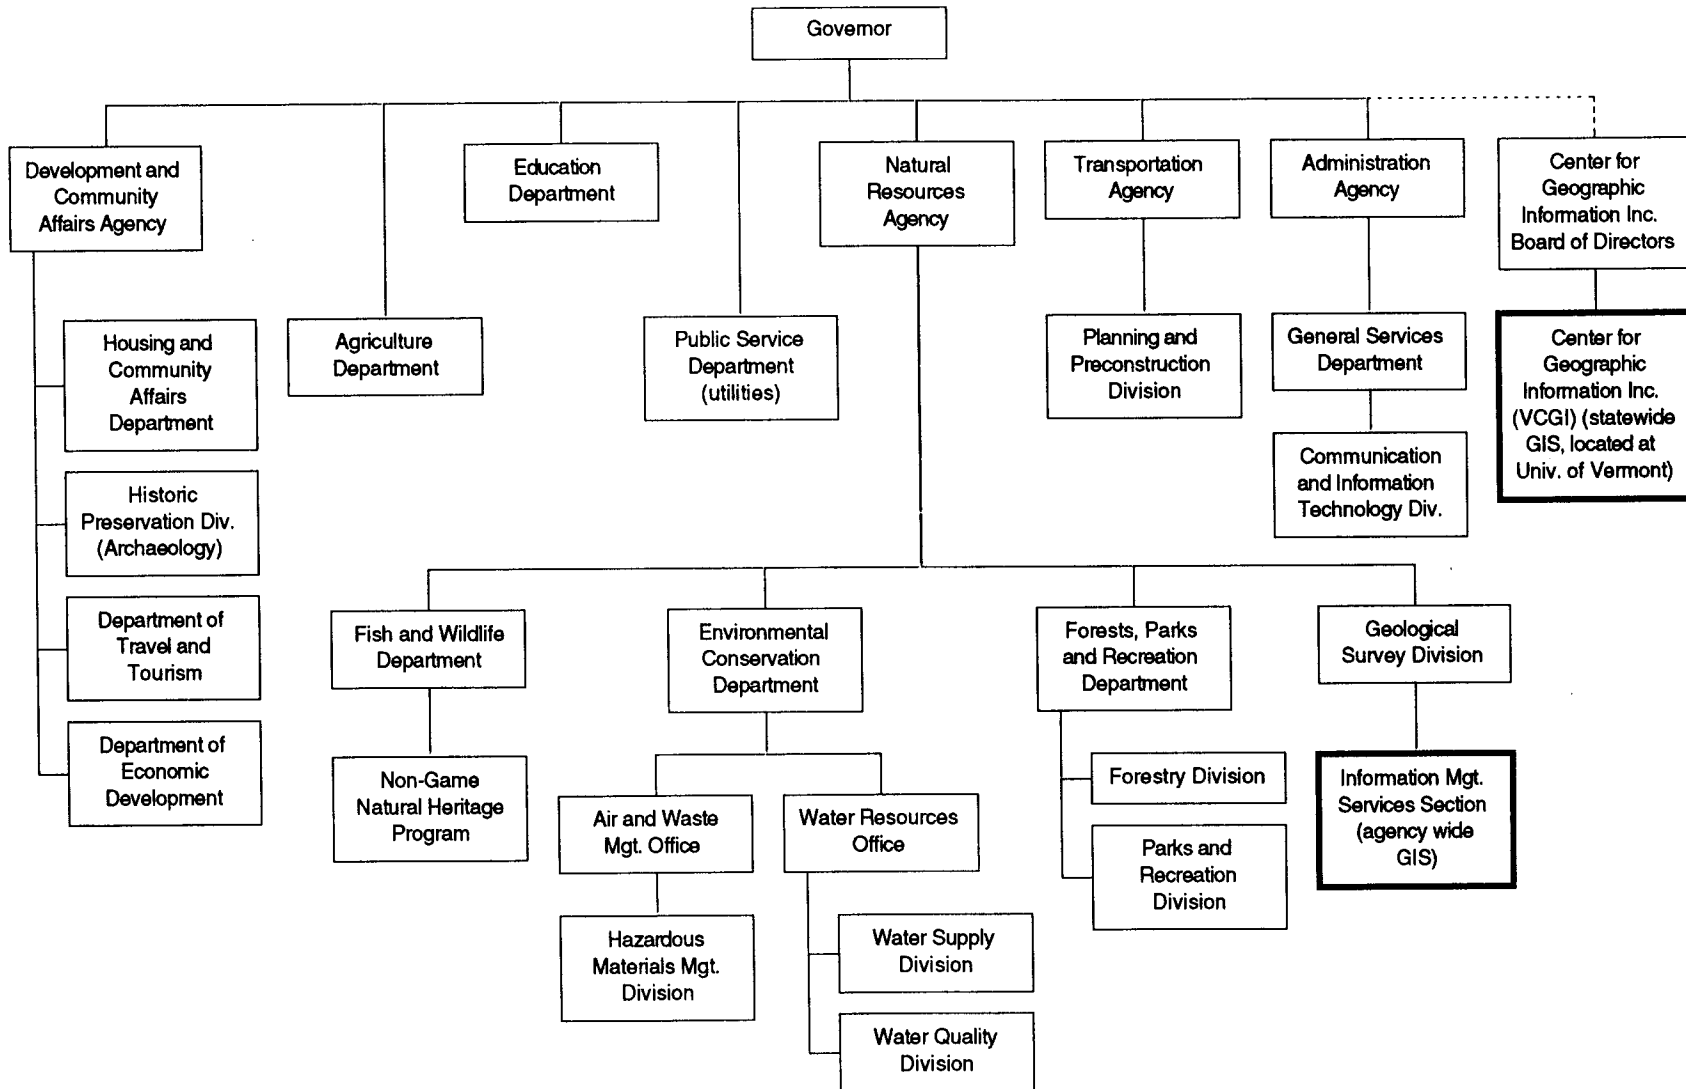 Governor
Development and
Community
Affairs Agency
Education
Department
Natural
Resources
Agency
Transportation
Agency
Administration
Agency
Center for
Geographic
Information Inc.
Board of Directors
Housing and
Community
Affairs
Department
Agriculture
Department
Public Service
Department
(utilities)
Planning and
Preconstruction
Division
General Services
Department
Center for
Geographic
Information Inc.
(VCGI) (statewide
GIS, located at
Univ. of Vermont)
Communication
and Information
Technology Div.
Historic
Preservation Div.
(Archaeology)
Department of
Travel and
Tourism
Department of
Economic
Development
Fish and Wildlife
Department
Environmental
Conservation
Department
Forests, Parks
and Recreation
Department
Geological
Survey Division
Non-Game
Natural Heritage
Program
Air and Waste
Mgt. Office
Water Resources
Office
Forestry Division
Parks and
Recreation
Division
Information Mgt.
Services Section
(agency wide
GIS)
Hazardous
Materials Mgt.
Division
Water Supply
Division
Water Quality
Division